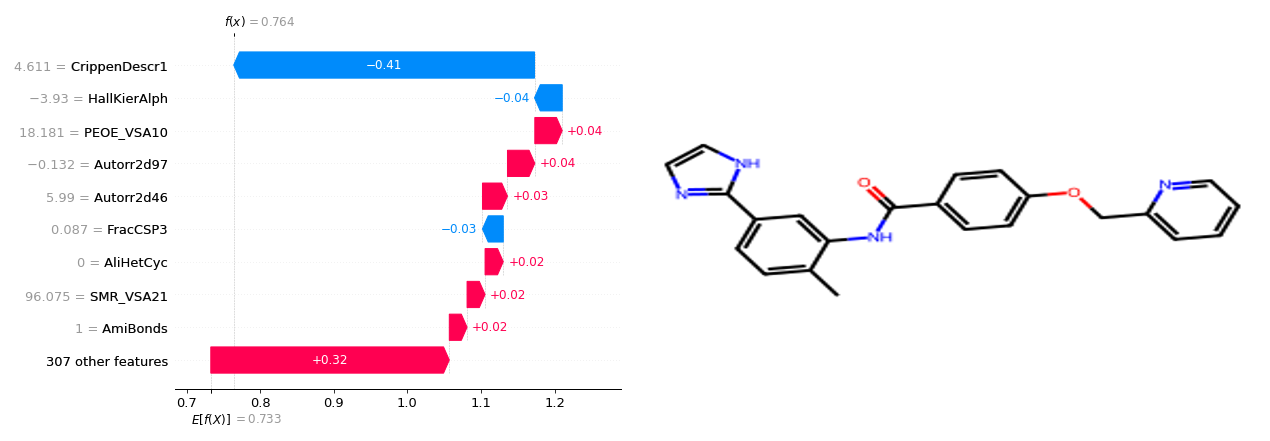 f(x) = 0.764
4.611 = CrippenDescr1
−0.41
−3.93 = HallKierAlph
−0.04
18.181 = PEOE_VSA10
+0.04
−0.132 = Autorr2d97
+0.04
5.99 = Autorr2d46
+0.03
0.087 = FracCSP3
−0.03
0 = AliHetCyc
+0.02
96.075 = SMR_VSA21
+0.02
1 = AmiBonds
+0.02
307 other features
+0.32
0.7 0.8 0.9 1.0 1.1 1.2
E[f(X)] = 0.733
NH
N
O
NH
O
N